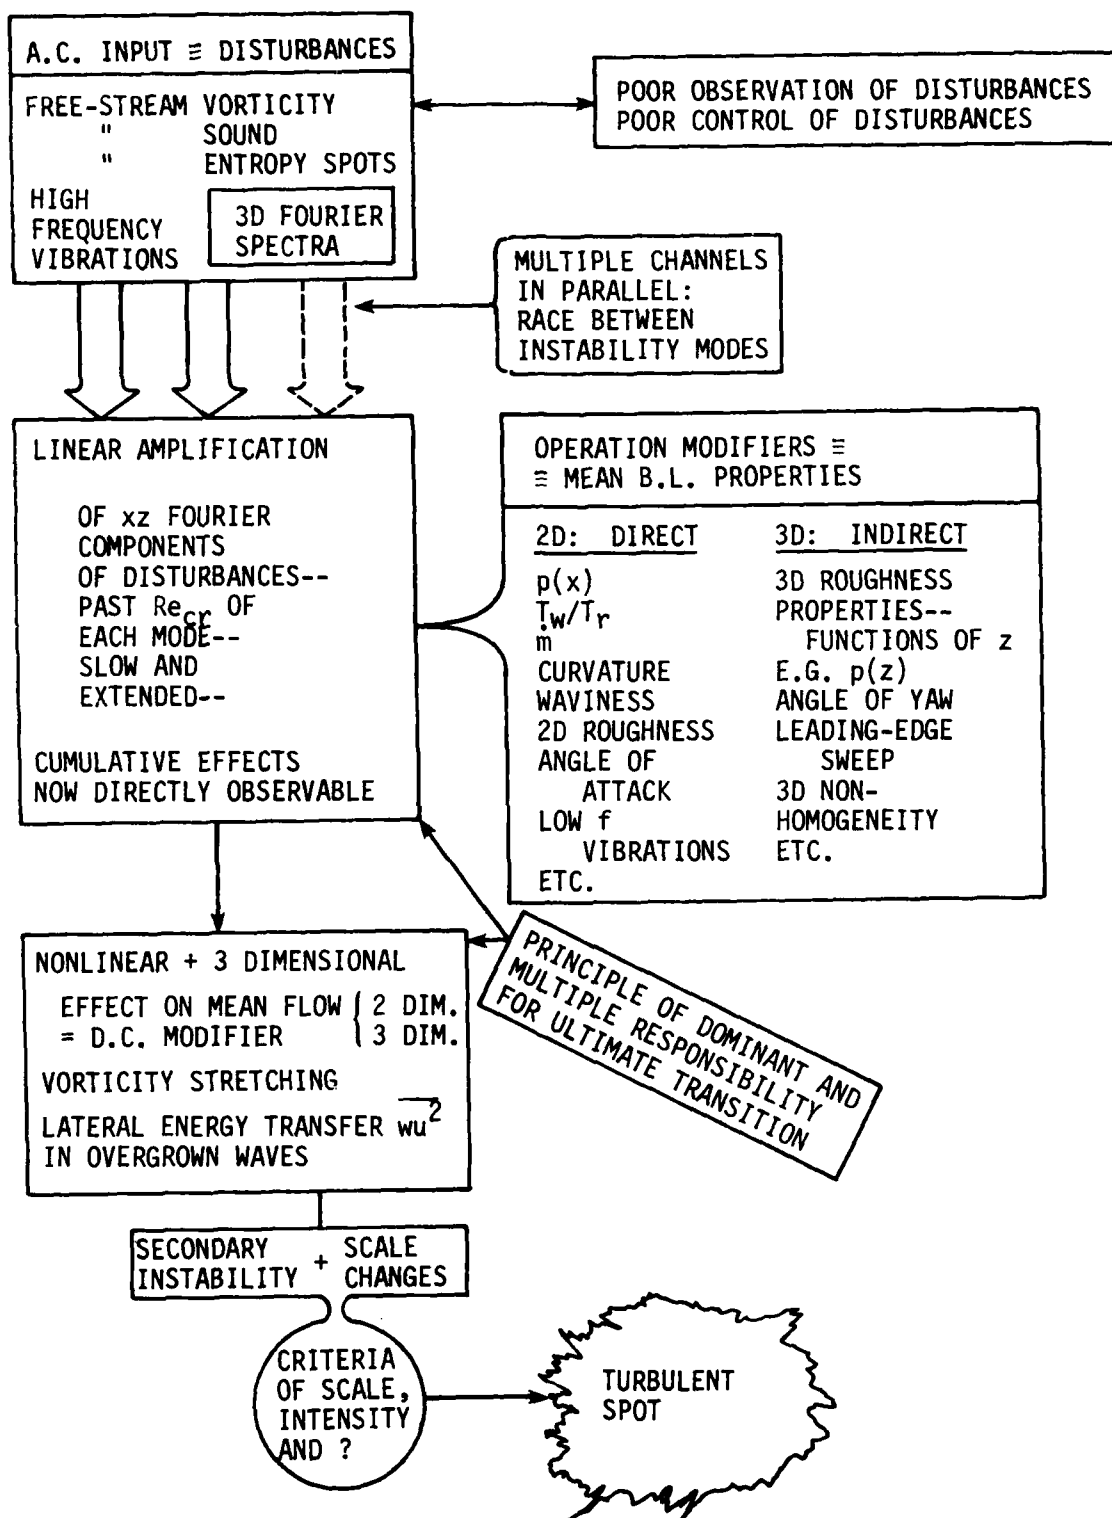 A.C. INPUT ≡ DISTURBANCES
FREE-STREAM VORTICITY
" SOUND
" ENTROPY SPOTS
HIGH
FREQUENCY
VIBRATIONS
3D FOURIER
SPECTRA
POOR OBSERVATION OF DISTURBANCES
POOR CONTROL OF DISTURBANCES
MULTIPLE CHANNELS
IN PARALLEL:
RACE BETWEEN
INSTABILITY MODES
LINEAR AMPLIFICATION
OF xz FOURIER
COMPONENTS
OF DISTURBANCES--
PAST Re_cr OF
EACH MODE--
SLOW AND
EXTENDED--
CUMULATIVE EFFECTS
NOW DIRECTLY OBSERVABLE
OPERATION MODIFIERS ≡
≡ MEAN B.L. PROPERTIES
2D: DIRECT
p(x)
T_w/T_r
ṁ
CURVATURE
WAVINESS
2D ROUGHNESS
ANGLE OF
ATTACK
LOW f
VIBRATIONS
ETC.
3D: INDIRECT
3D ROUGHNESS
PROPERTIES--
FUNCTIONS OF z
E.G. p(z)
ANGLE OF YAW
LEADING-EDGE
SWEEP
3D NON-
HOMOGENEITY
ETC.
PRINCIPLE OF DOMINANT AND
MULTIPLE RESPONSIBILITY
FOR ULTIMATE TRANSITION
NONLINEAR + 3 DIMENSIONAL
EFFECT ON MEAN FLOW { 2 DIM.
= D.C. MODIFIER { 3 DIM.
VORTICITY STRETCHING
LATERAL ENERGY TRANSFER w̅u̅²
IN OVERGROWN WAVES
SECONDARY
INSTABILITY
+
SCALE
CHANGES
CRITERIA
OF SCALE,
INTENSITY
AND ?
TURBULENT
SPOT